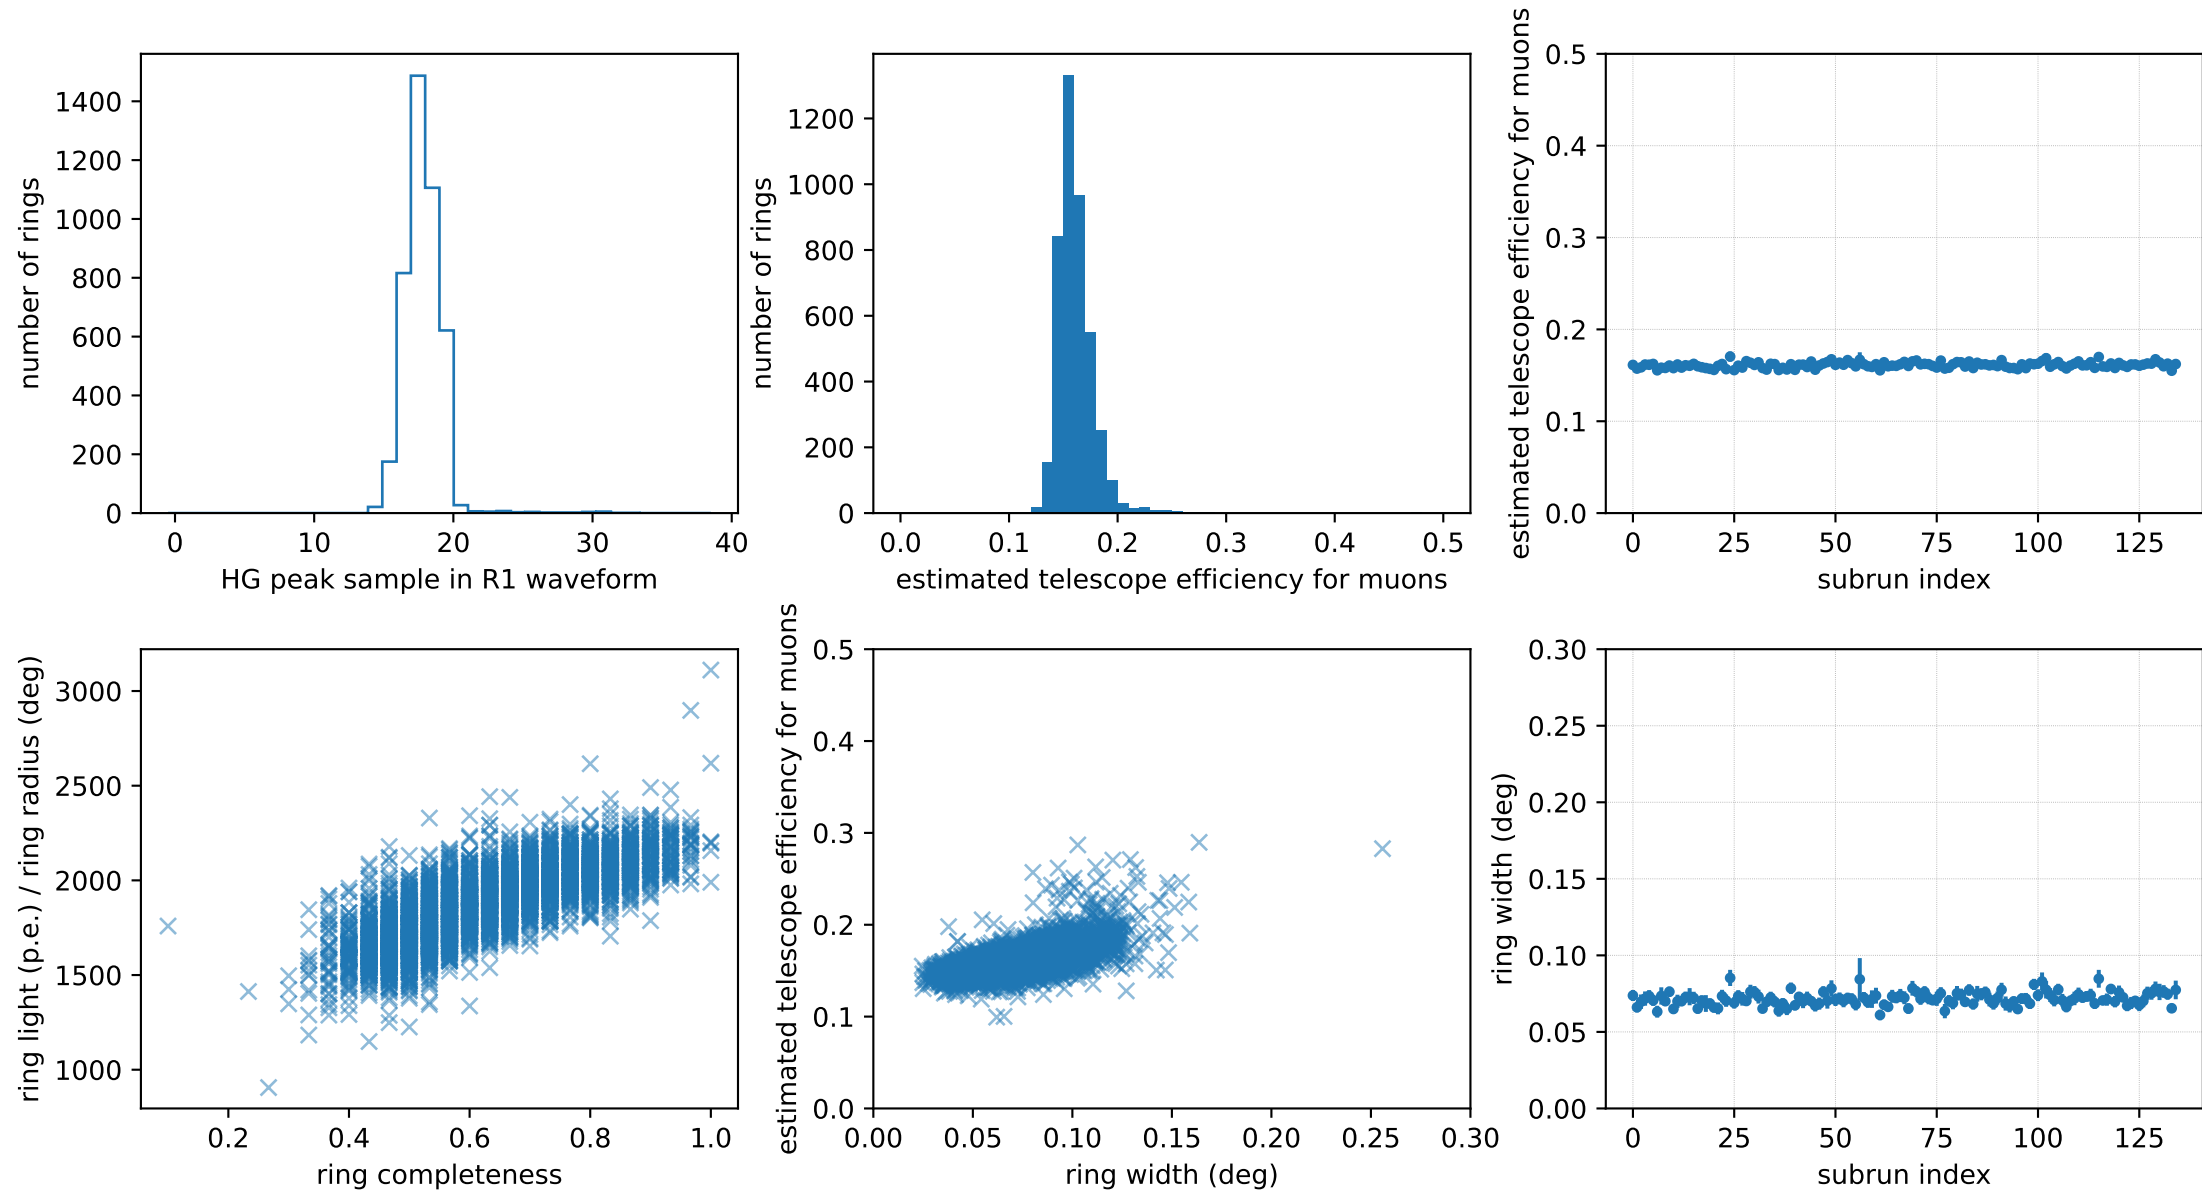 number of rings
1400
1200
1000
800
600
400
200
0
0 10 20 30 40
HG peak sample in R1 waveform
number of rings
1200
1000
800
600
400
200
0
0.0 0.1 0.2 0.3 0.4 0.5
estimated telescope efficiency for muons
estimated telescope efficiency for muons
0.5
0.4
0.3
0.2
0.1
0.0
0 25 50 75 100 125
subrun index
ring light (p.e.) / ring radius (deg)
3000
2500
2000
1500
1000
0.2 0.4 0.6 0.8 1.0
ring completeness
estimated telescope efficiency for muons
0.5
0.4
0.3
0.2
0.1
0.0
0.00 0.05 0.10 0.15 0.20 0.25 0.30
ring width (deg)
ring width (deg)
0.30
0.25
0.20
0.15
0.10
0.05
0.00
0 25 50 75 100 125
subrun index